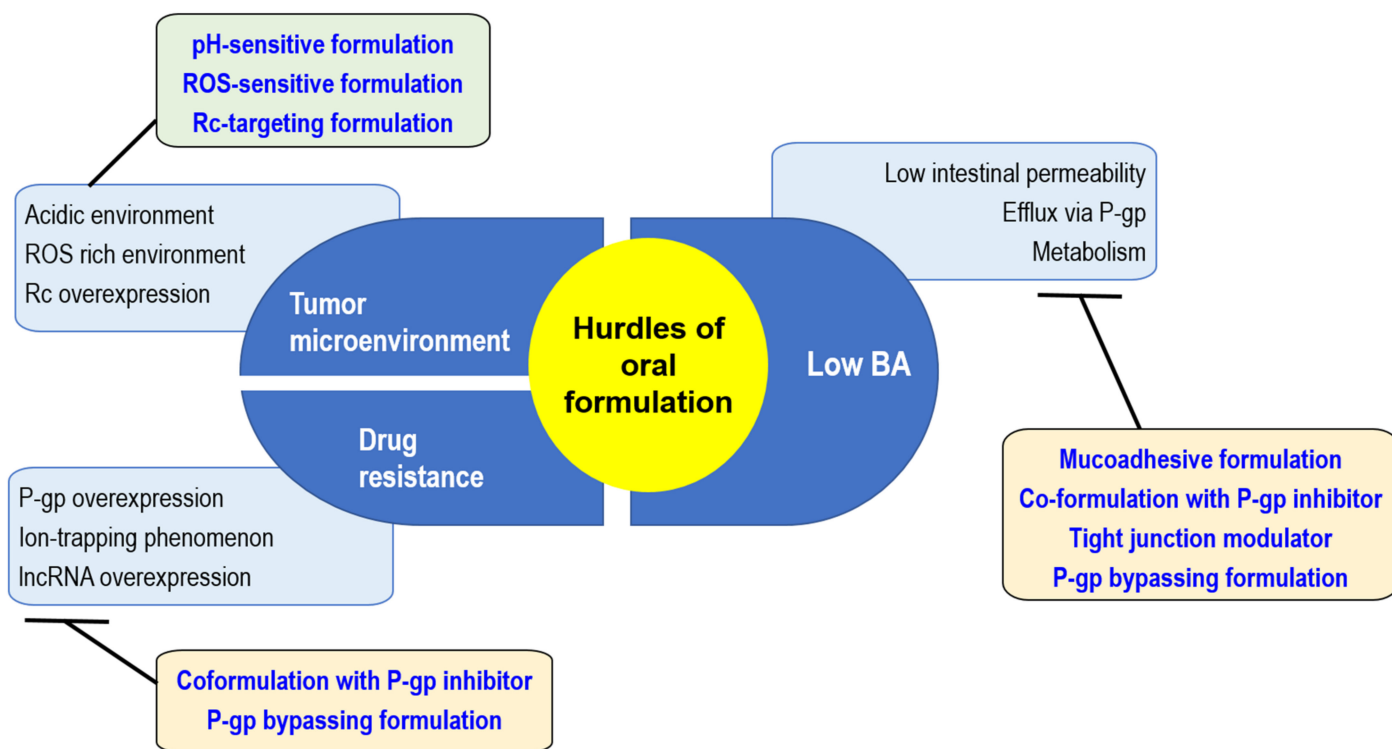 pH-sensitive formulation
ROS-sensitive formulation
Rc-targeting formulation
Acidic environment
ROS rich environment
Rc overexpression
Low intestinal permeability
Efflux via P-gp
Metabolism
Tumor
microenvironment
Hurdles of
oral
formulation
Low BA
Drug
resistance
P-gp overexpression
Ion-trapping phenomenon
lncRNA overexpression
Mucoadhesive formulation
Co-formulation with P-gp inhibitor
Tight junction modulator
P-gp bypassing formulation
Coformulation with P-gp inhibitor
P-gp bypassing formulation